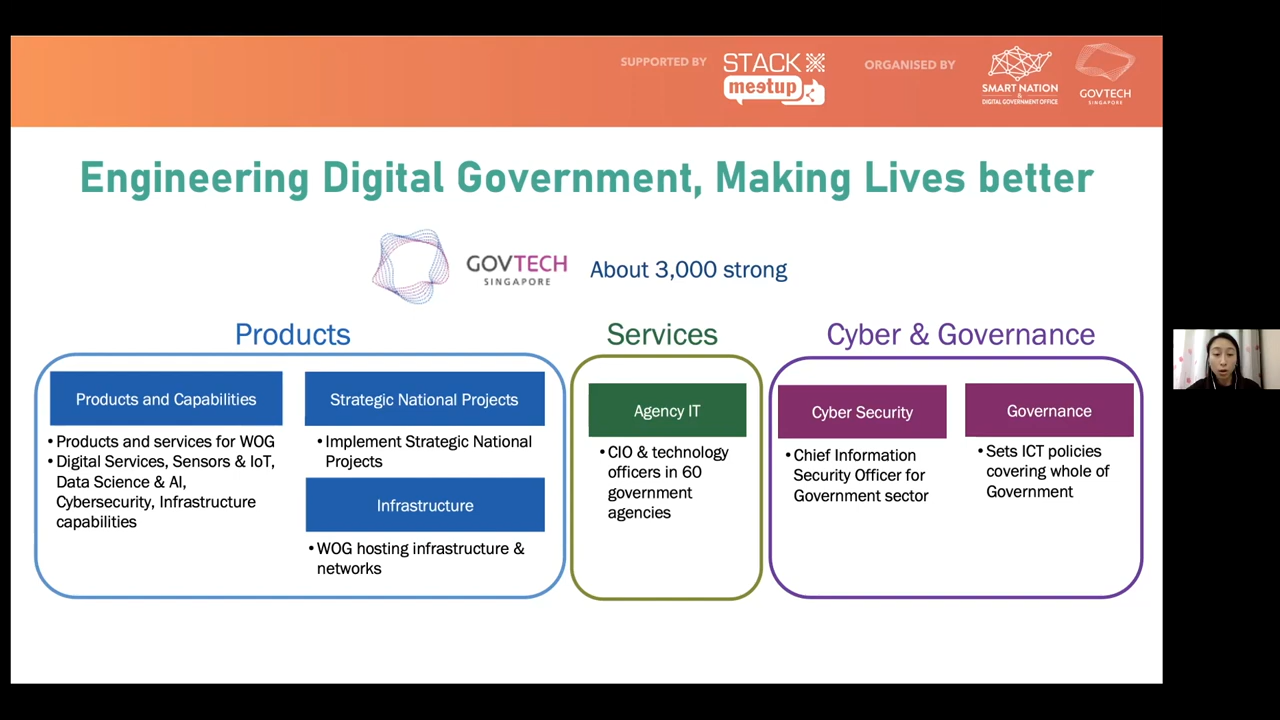 SUPPORTED BY
STACK
meetup
ORGANISED BY
SMART NATION
&
DIGITAL GOVERNMENT OFFICE
GOVTECH
SINGAPORE
Engineering Digital Government, Making Lives better
GOVTECH
SINGAPORE
About 3,000 strong
Products
Products and Capabilities
• Products and services for WOG
• Digital Services, Sensors & IoT,
Data Science & AI,
Cybersecurity, Infrastructure
capabilities
Strategic National Projects
• Implement Strategic National
Projects
Infrastructure
• WOG hosting infrastructure &
networks
Services
Agency IT
• CIO & technology
officers in 60
government
agencies
Cyber & Governance
Cyber Security
• Chief Information
Security Officer for
Government sector
Governance
• Sets ICT policies
covering whole of
Government